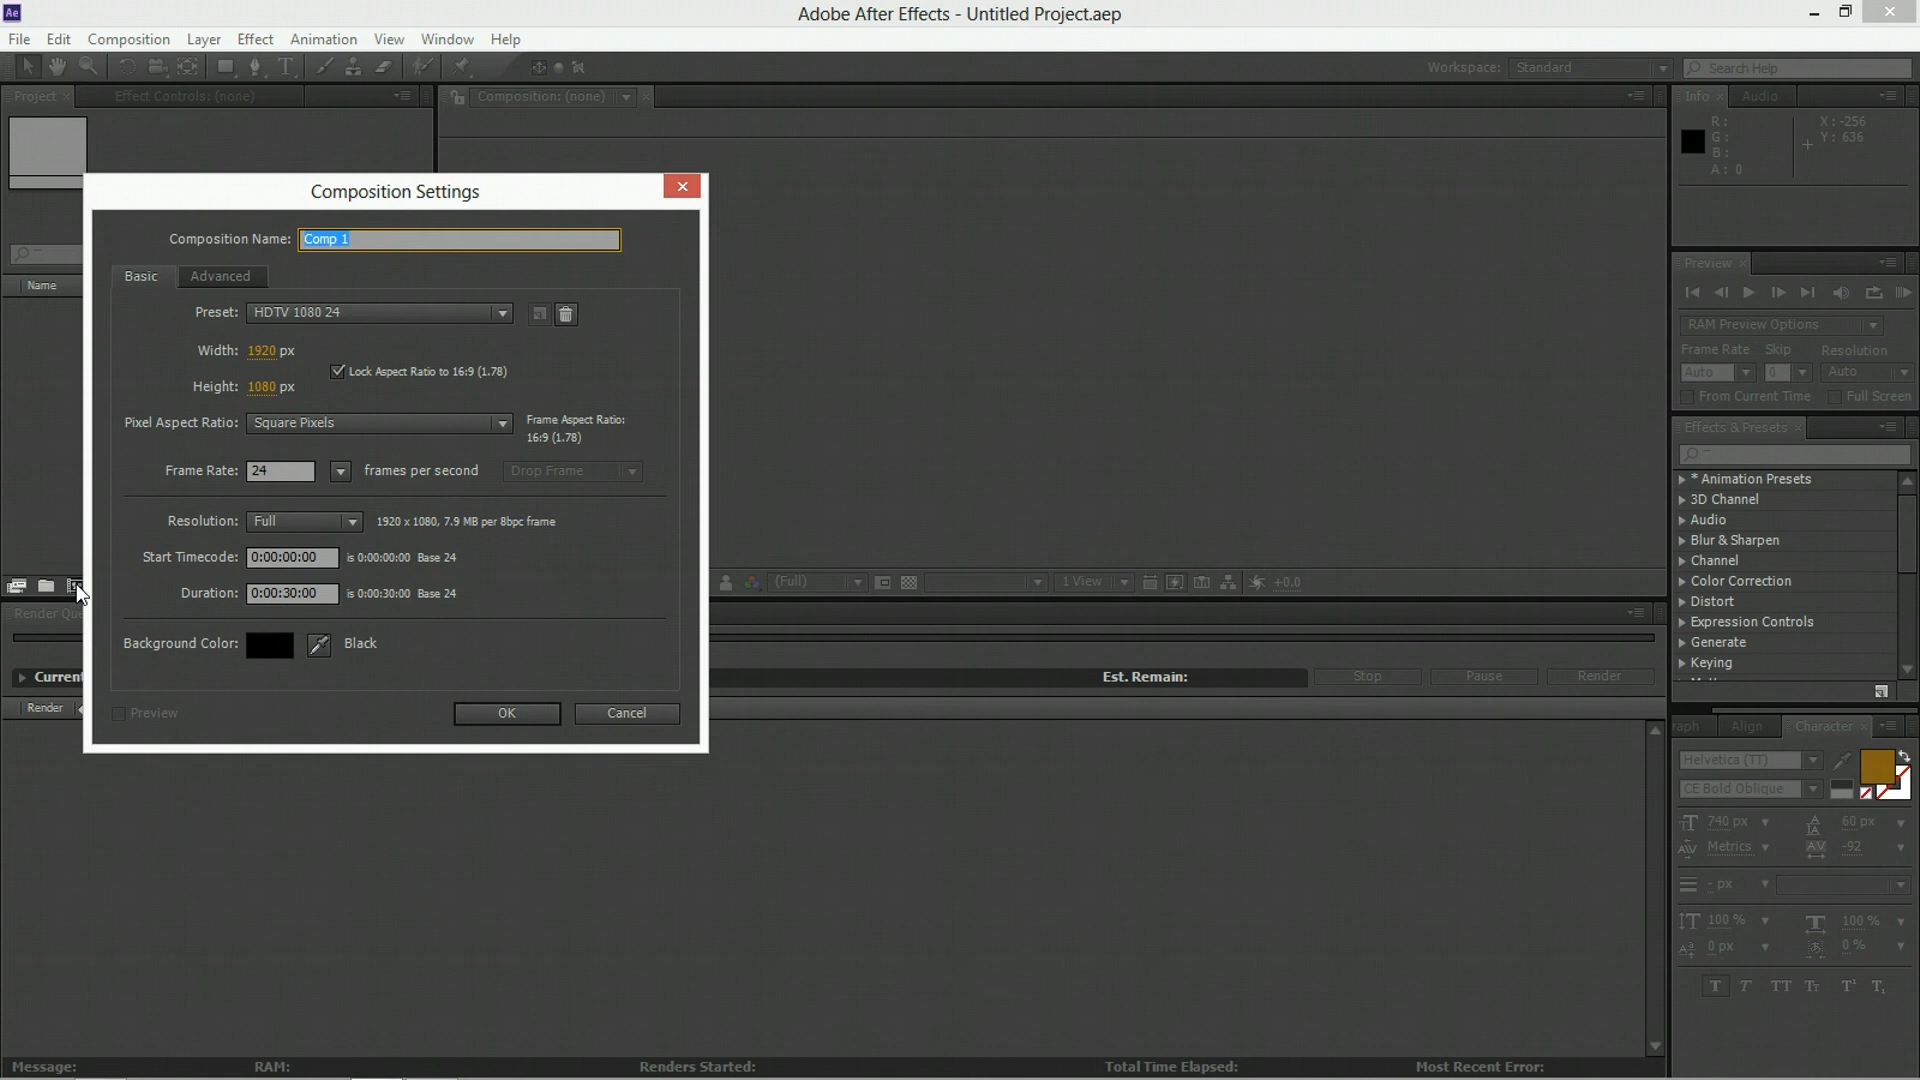 Ae
Adobe After Effects - Untitled Project.aep
File Edit Composition Layer Effect Animation View Window Help
Workspace: Standard
Search Help
Project
Effect Controls: (none)
Composition: (none)
Info Audio
R:
G:
B:
A: 0
X: -256
Y: 636
Composition Settings
Composition Name: Comp 1
Basic Advanced
Preset: HDTV 1080 24
Width: 1920 px
Lock Aspect Ratio to 16:9 (1.78)
Height: 1080 px
Pixel Aspect Ratio: Square Pixels
Frame Aspect Ratio:
16:9 (1.78)
Frame Rate: 24 frames per second Drop Frame
Resolution: Full 1920 x 1080, 7.9 MB per 8bpc frame
Start Timecode: 0:00:00:00 is 0:00:00:00 Base 24
Duration: 0:00:30:00 is 0:00:30:00 Base 24
Background Color: Black
Preview OK Cancel
Name
(Full) 1 View +0.0
Render Que
Current
Est. Remain: Stop Pause Render
Render
Preview
RAM Preview Options
Frame Rate Skip Resolution
Auto 0 Auto
From Current Time Full Screen
Effects & Presets
* Animation Presets
3D Channel
Audio
Blur & Sharpen
Channel
Color Correction
Distort
Expression Controls
Generate
Keying
raph Align Character
Helvetica (TT)
CE Bold Oblique
740 px 60 px
Metrics -92
- px
100 % 100 %
0 px 0 %
T T TT Tt T¹ T₁
Message: RAM: Renders Started: Total Time Elapsed: Most Recent Error: